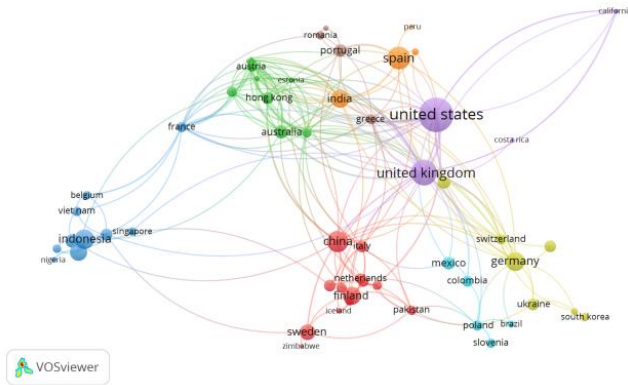 californi
peru
romania
portugal
spain
austria
estonia
india
hong kong
united states
greece
france
australia
costa rica
united kingdom
belgium
viet nam
indonesia
singapore
nigeria
china
italy
switzerland
mexico
germany
netherlands
colombia
finland
iceland
pakistan
ukraine
south korea
sweden
zimbabwe
poland
brazil
slovenia
VOSviewer